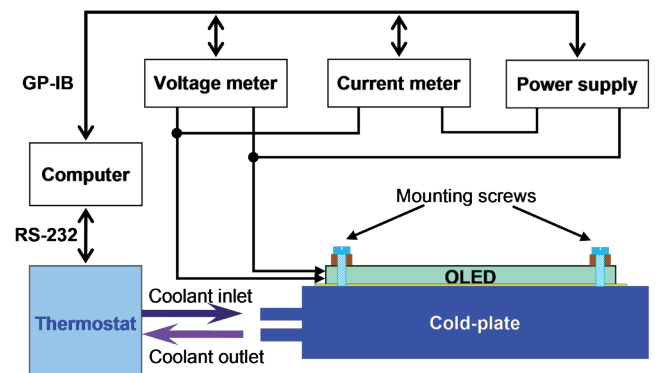 GP-IB
Voltage meter
Current meter
Power supply
Computer
Mounting screws
RS-232
OLED
Thermostat
Coolant inlet
Cold-plate
Coolant outlet